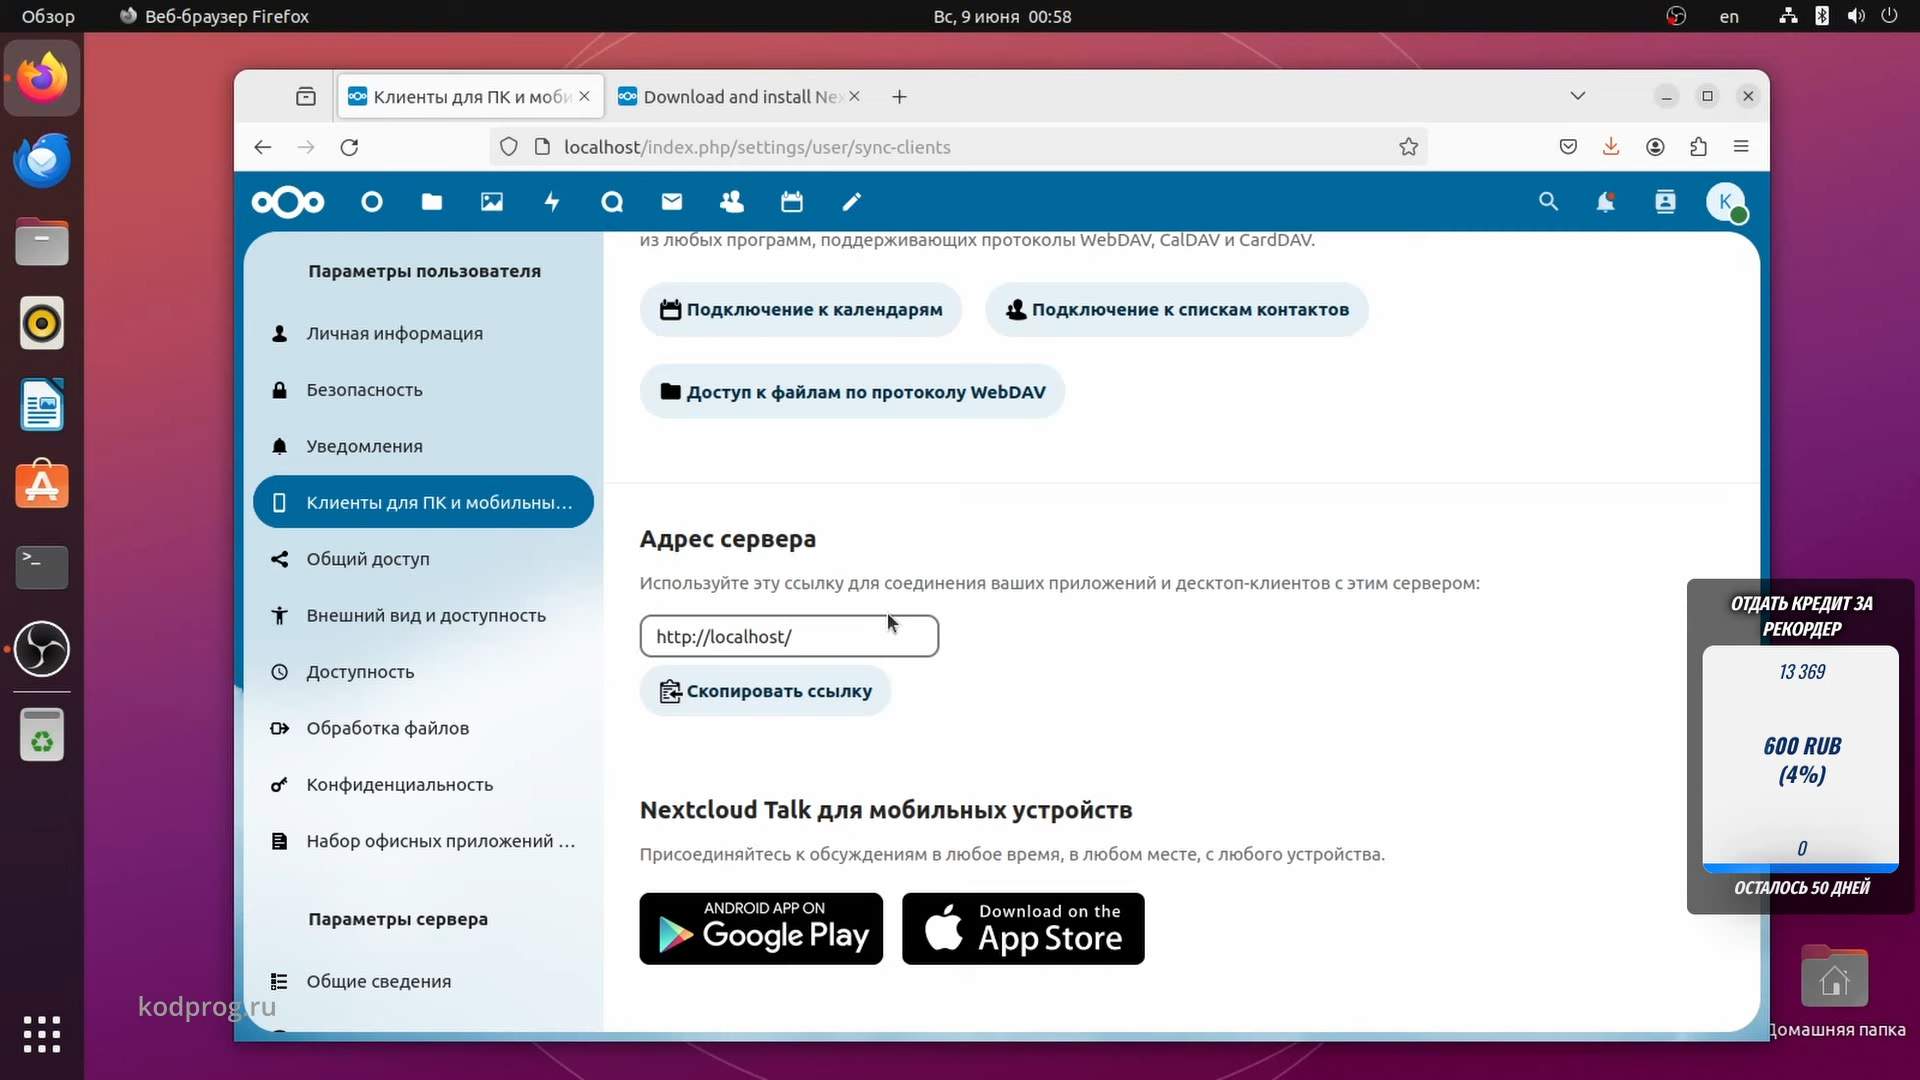 Обзор
Веб-браузер Firefox
Вс, 9 июня 00:58
en
Клиенты для ПК и моби
Download and install Nex
localhost/index.php/settings/user/sync-clients
K
Параметры пользователя
Личная информация
Безопасность
Уведомления
Клиенты для ПК и мобильны…
Общий доступ
Внешний вид и доступность
Доступность
Обработка файлов
Конфиденциальность
Набор офисных приложений …
Параметры сервера
Общие сведения
из любых программ, поддерживающих протоколы WebDAV, CalDAV и CardDAV.
Подключение к календарям
Подключение к спискам контактов
Доступ к файлам по протоколу WebDAV
Адрес сервера
Используйте эту ссылку для соединения ваших приложений и десктоп-клиентов с этим сервером:
http://localhost/
Скопировать ссылку
Nextcloud Talk для мобильных устройств
Присоединяйтесь к обсуждениям в любое время, в любом месте, с любого устройства.
ANDROID APP ON
Google Play
Download on the
App Store
ОТДАТЬ КРЕДИТ ЗА
РЕКОРДЕР
13 369
600 RUB
(4%)
0
ОСТАЛОСЬ 50 ДНЕЙ
Домашняя папка
kodprog.ru